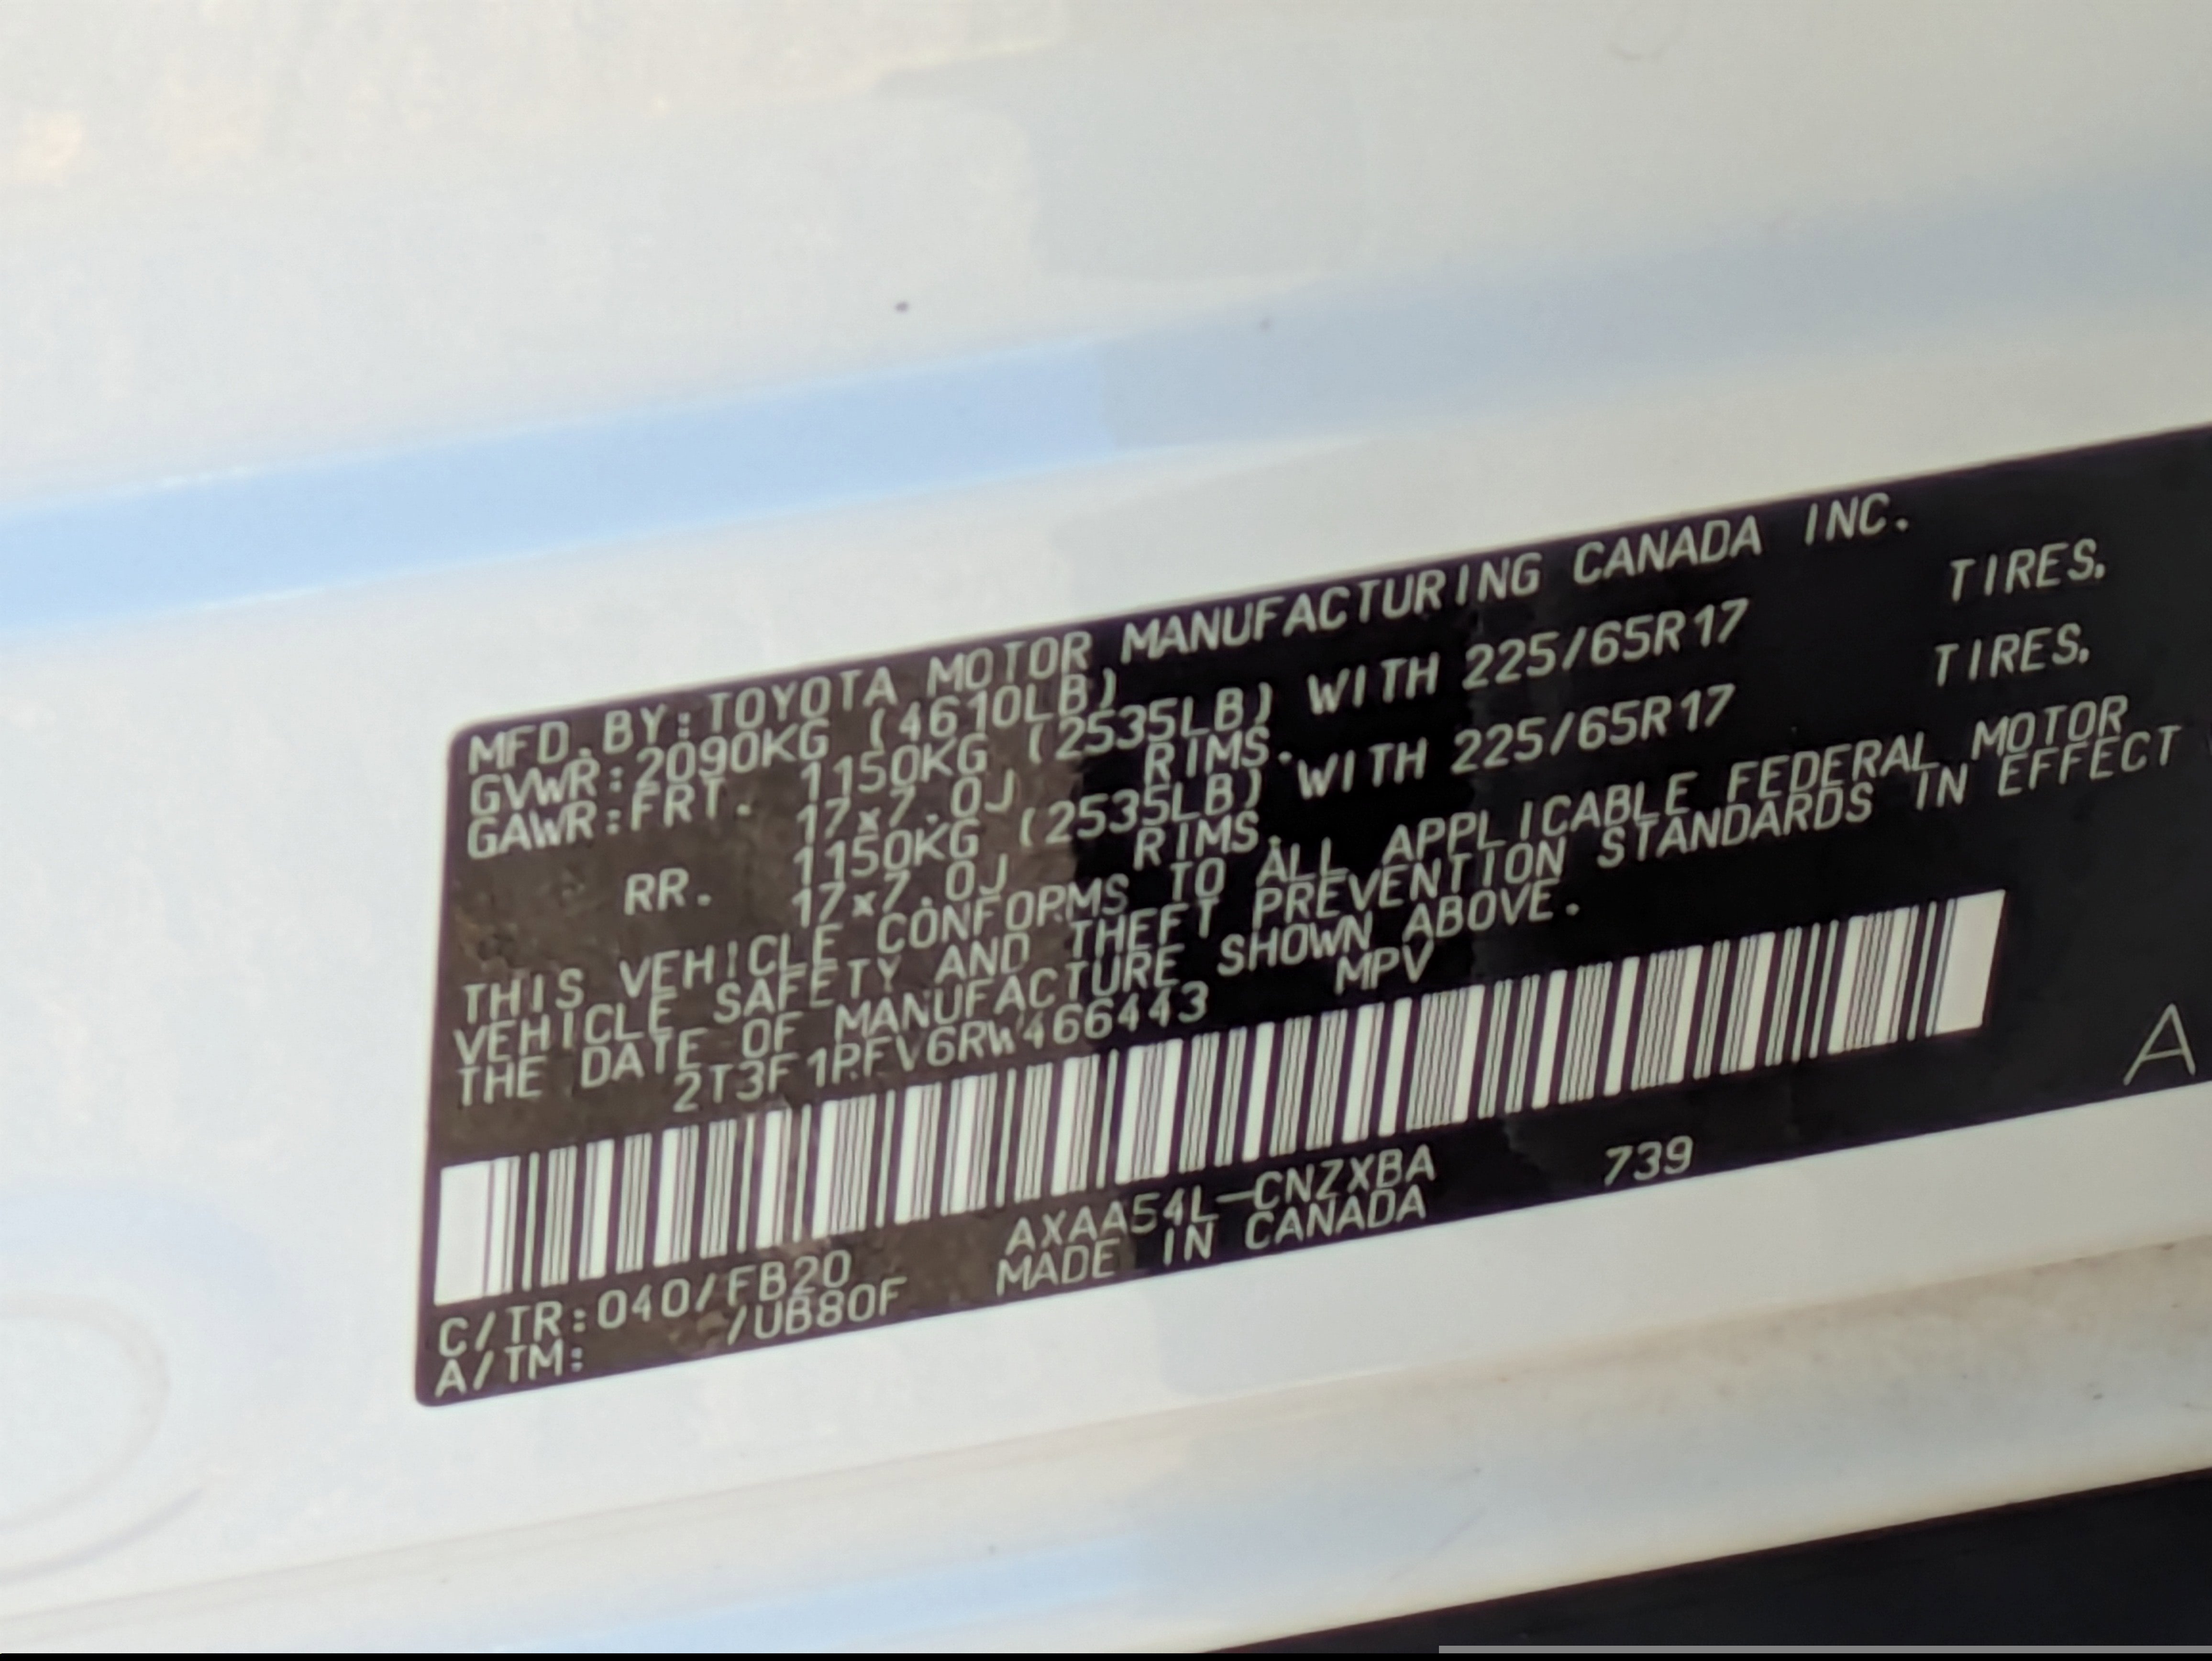 MFD.BY:TOYOTA MOTOR MANUFACTURING CANADA INC.
GVWR:2090KG (4610LB)
GAWR:FRT. 1150KG (2535LB) WITH 225/65R17 TIRES.
17x7.0J RIMS.
RR. 1150KG (2535LB) WITH 225/65R17 TIRES.
17x7.0J RIMS.
THIS VEHICLE CONFORMS TO ALL APPLICABLE FEDERAL MOTOR
VEHICLE SAFETY AND THEFT PREVENTION STANDARDS IN EFFECT
THE DATE OF MANUFACTURE SHOWN ABOVE.
2T3F1RFV6RW466443 MPV
A
C/TR:040/FB20 AXAA54L-CNZXBA 739
A/TM: /UB80F MADE IN CANADA